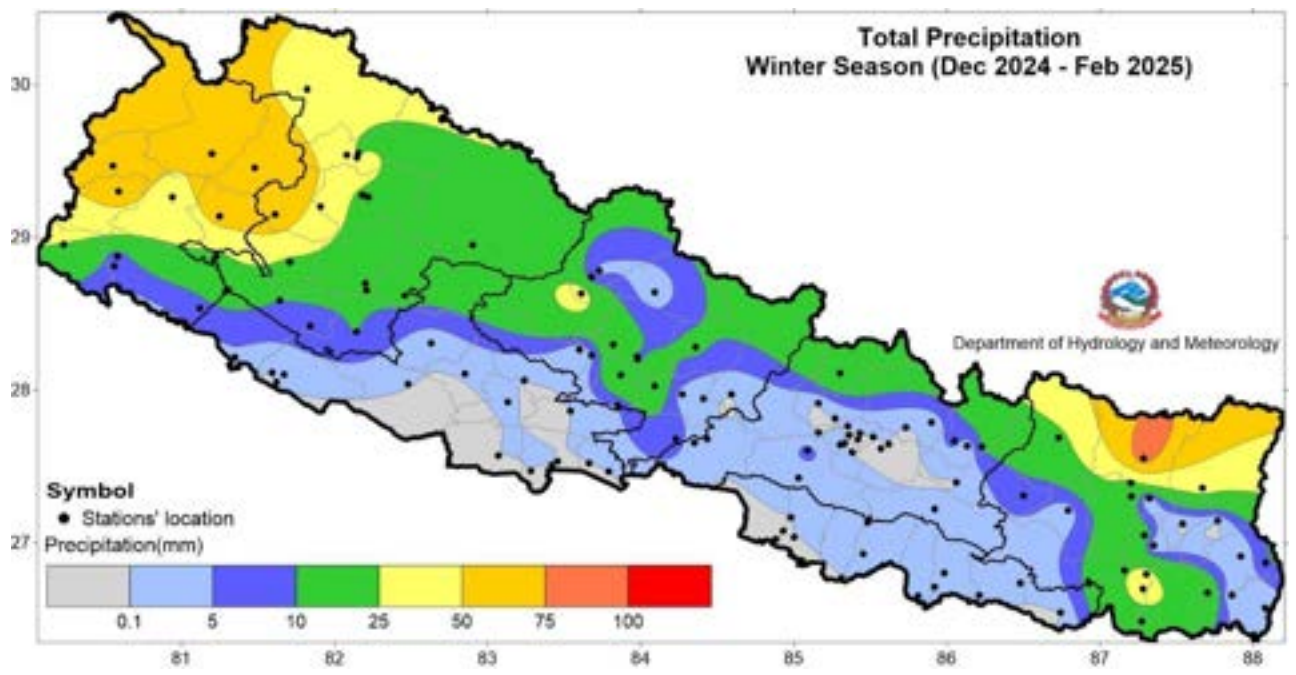 Total Precipitation
Winter Season (Dec 2024 - Feb 2025)
30
29
Department of Hydrology and Meteorology
28
Symbol
Stations' location
27
Precipitation(mm)
0.1 5 10 25 50 75 100
81 82 83 84 85 86 87 88